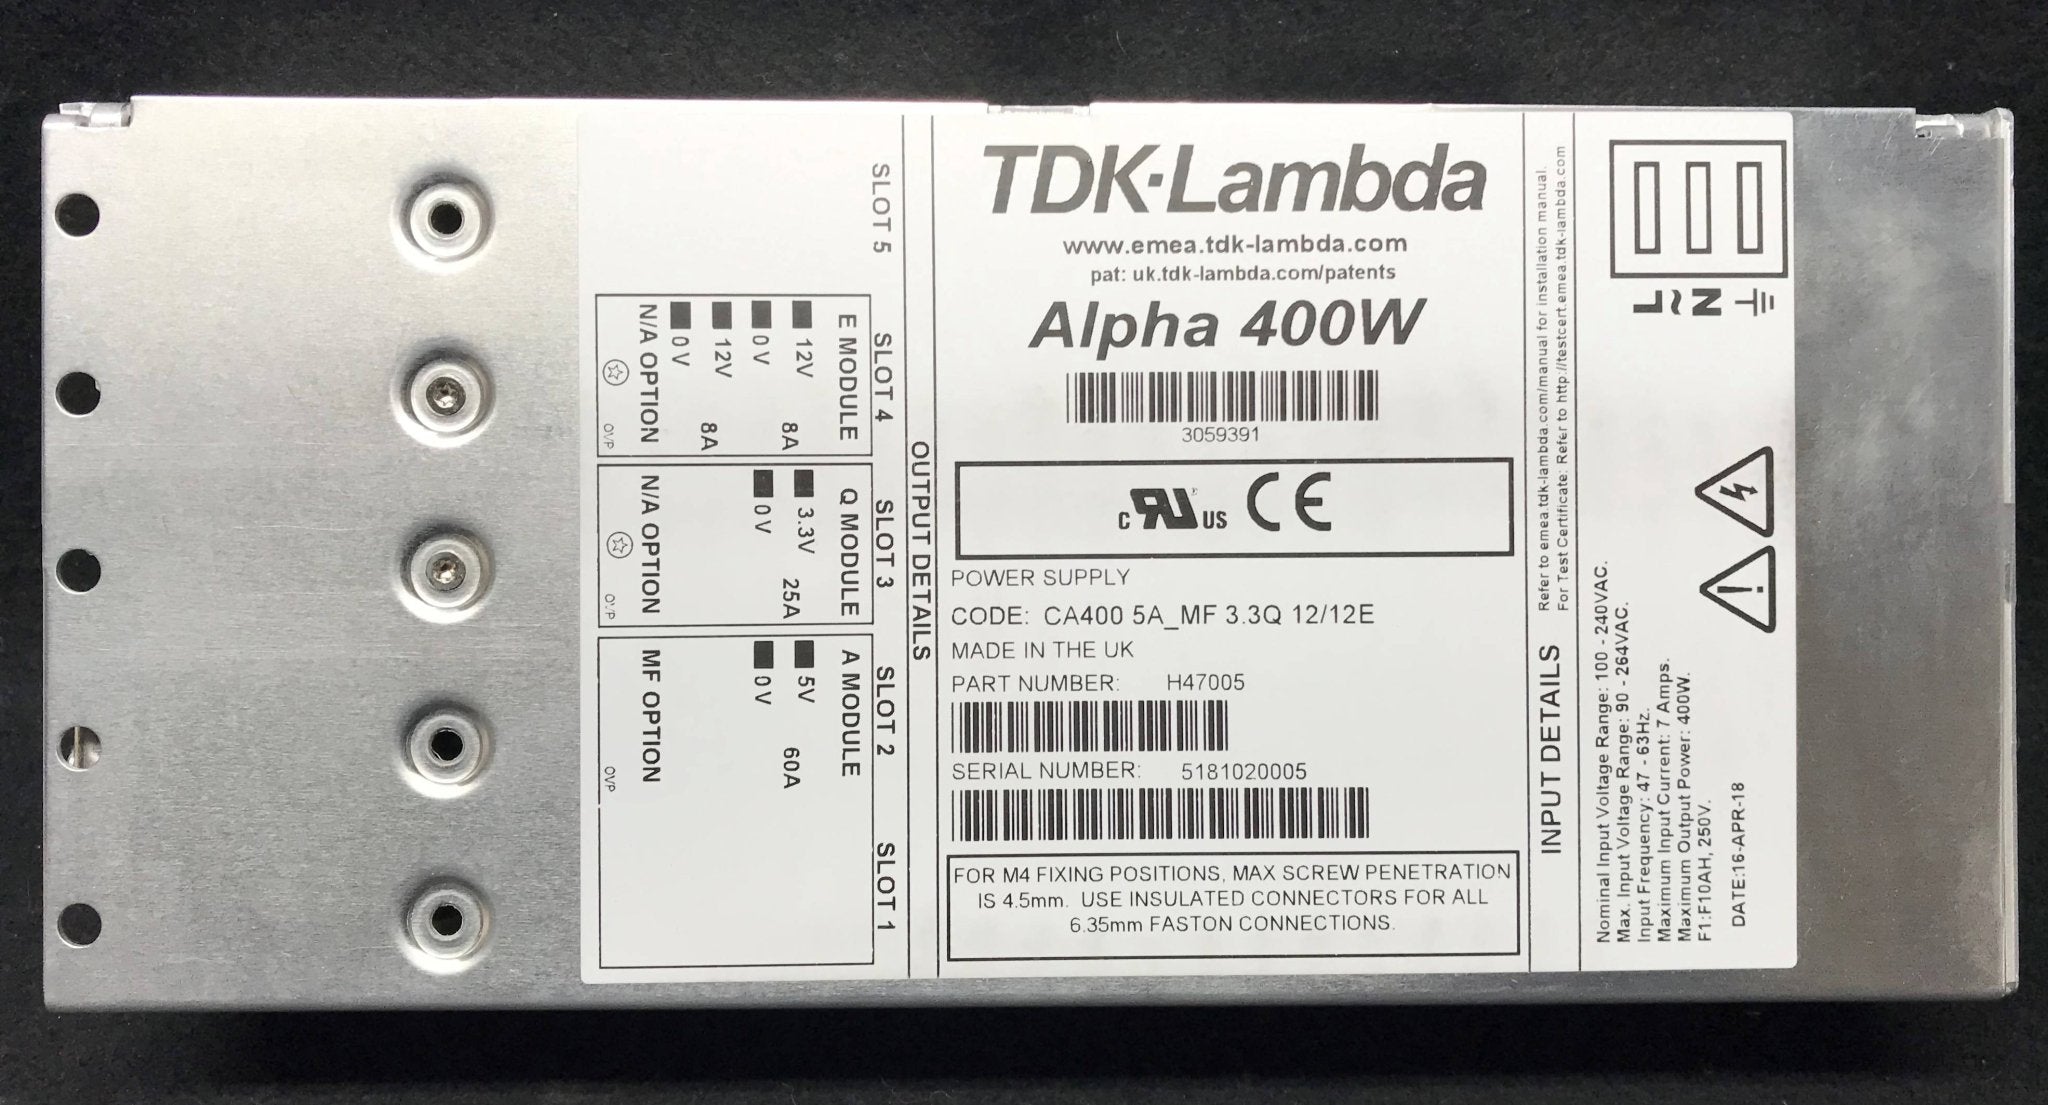 TDK-Lambda
www.emea.tdk-lambda.com
pat: uk.tdk-lambda.com/patents
Alpha 400W
3059391
c RU US CE
POWER SUPPLY
CODE: CA400 5A_MF 3.3Q 12/12E
MADE IN THE UK
PART NUMBER: H47005
SERIAL NUMBER: 5181020005
FOR M4 FIXING POSITIONS, MAX SCREW PENETRATION
IS 4.5mm. USE INSULATED CONNECTORS FOR ALL
6.35mm FASTON CONNECTIONS.
OUTPUT DETAILS
SLOT 5
SLOT 4
E MODULE
12V 8A
0V
12V 8A
0V
N/A OPTION
OVP
SLOT 3
Q MODULE
3.3V 25A
0V
N/A OPTION
OVP
SLOT 2
A MODULE
5V 60A
0V
MF OPTION
OVP
SLOT 1
INPUT DETAILS
Refer to emea.tdk-lambda.com/manual for installation manual.
For Test Certificate: Refer to http://testcert.emea.tdk-lambda.com
Nominal Input Voltage Range: 100 - 240VAC.
Max. Input Voltage Range: 90 - 264VAC.
Input Frequency: 47 - 63Hz.
Maximum Input Current: 7 Amps.
Maximum Output Power: 400W.
F1:F10AH, 250V.
DATE:16-APR-18
L ~ N ⏚